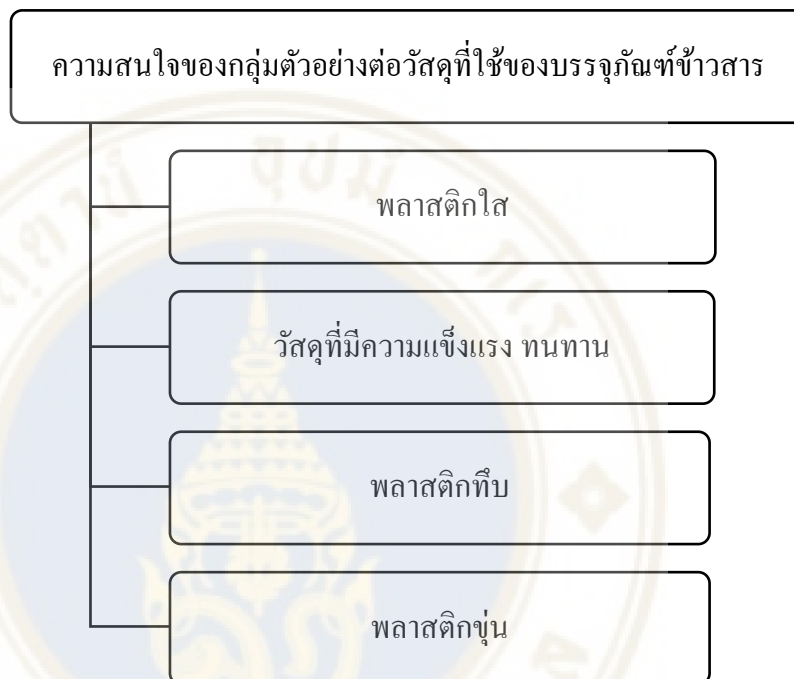 ความสนใจของกลุ่มตัวอย่างต่อวัสดุที่ใช้ของบรรจุภัณฑ์ข้าวสาร
พลาสติกใส
วัสดุที่มีความแข็งแรง ทนทาน
พลาสติกทึบ
พลาสติกขุ่น